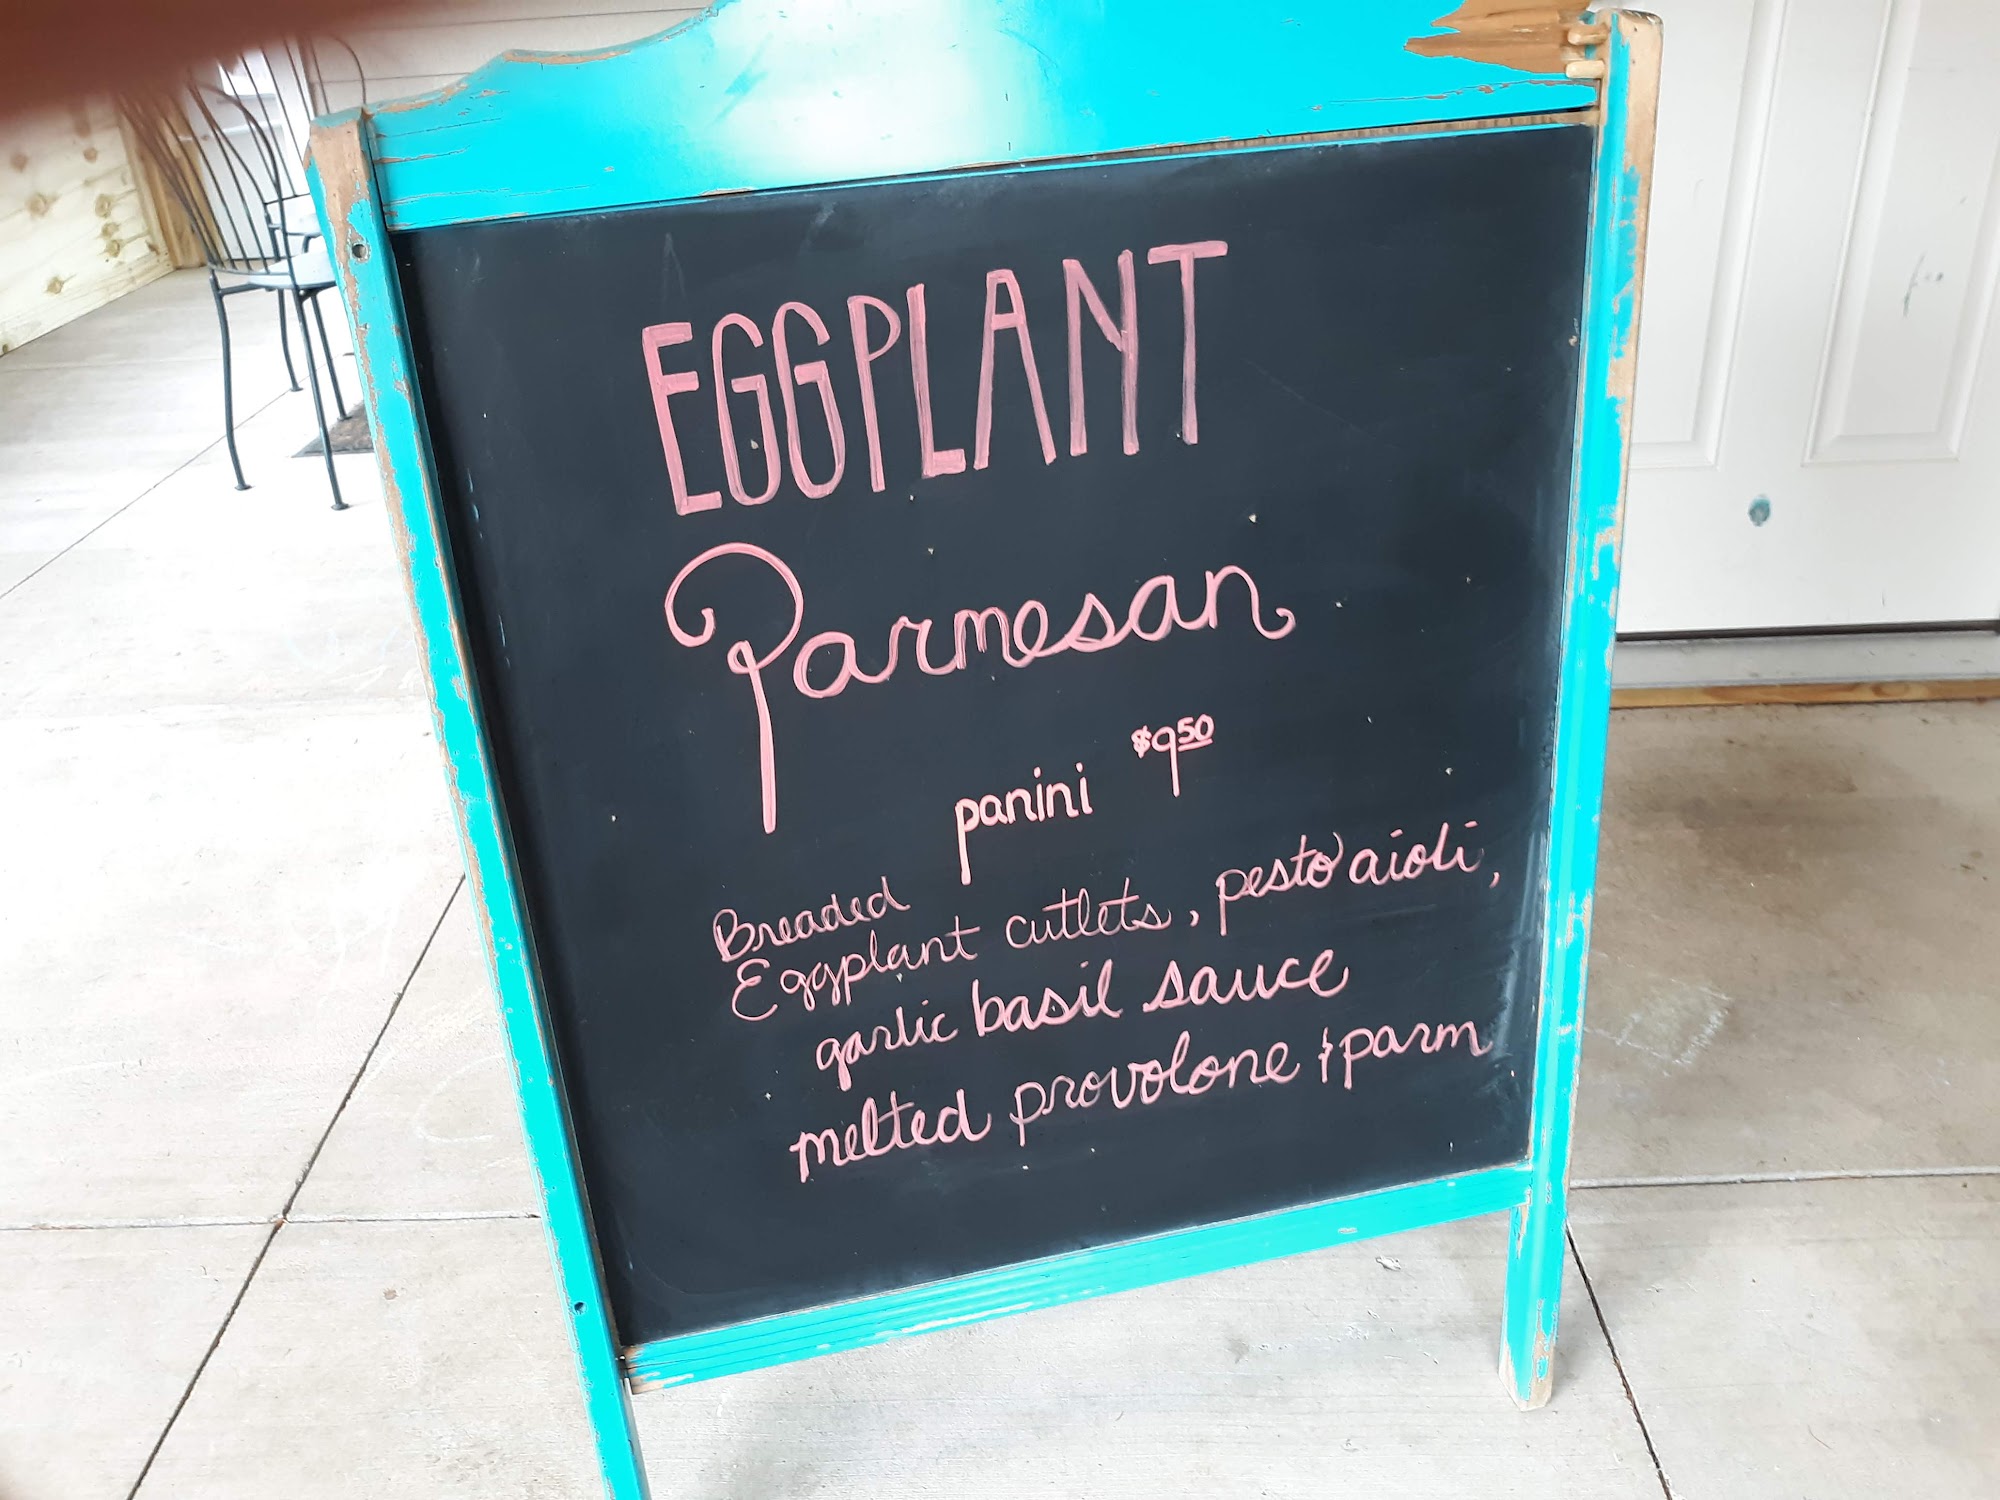 EGGPLANT
Parmesan
panini $9.50
Breaded
Eggplant cutlets, pesto aioli,
garlic basil sauce
melted provolone & parm